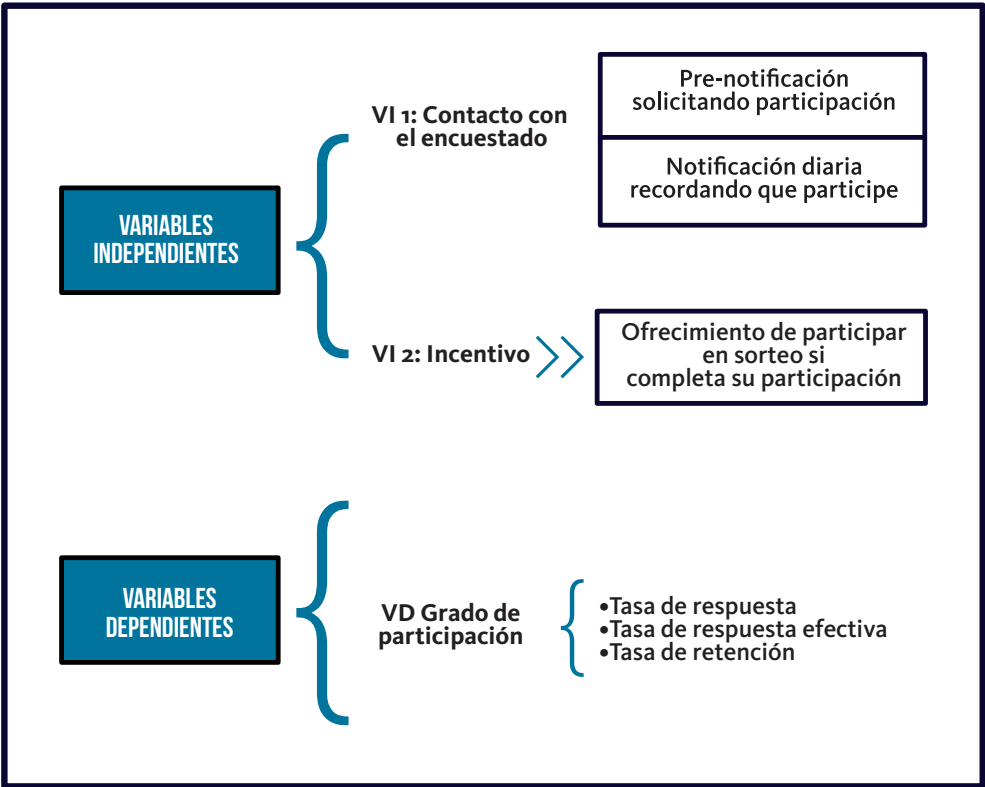 VARIABLES
INDEPENDIENTES
VI 1: Contacto con
el encuestado
Pre-notificación
solicitando participación
Notificación diaria
recordando que participe
VI 2: Incentivo
Ofrecimiento de participar
en sorteo si
completa su participación
VARIABLES
DEPENDIENTES
VD Grado de
participación
•Tasa de respuesta
•Tasa de respuesta efectiva
•Tasa de retención